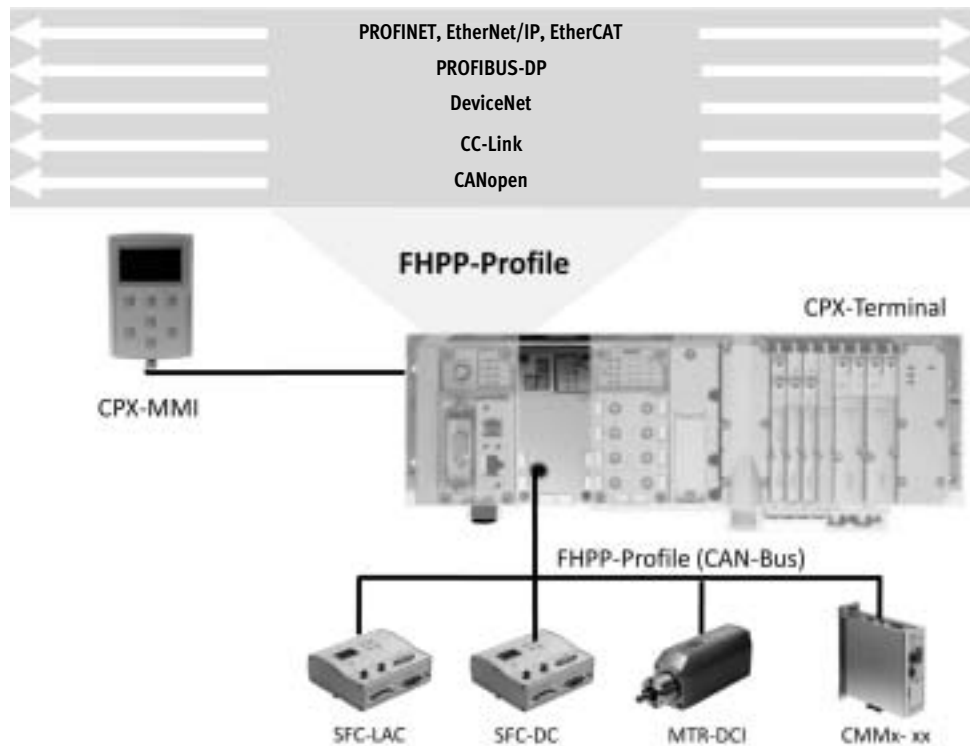 PROFINET, EtherNet/IP, EtherCAT
PROFIBUS-DP
DeviceNet
CC-Link
CANopen
FHPP-Profile
CPX-Terminal
CPX-MMI
FHPP-Profile (CAN-Bus)
SFC-LAC
SFC-DC
MTR-DCI
CMMx- xx